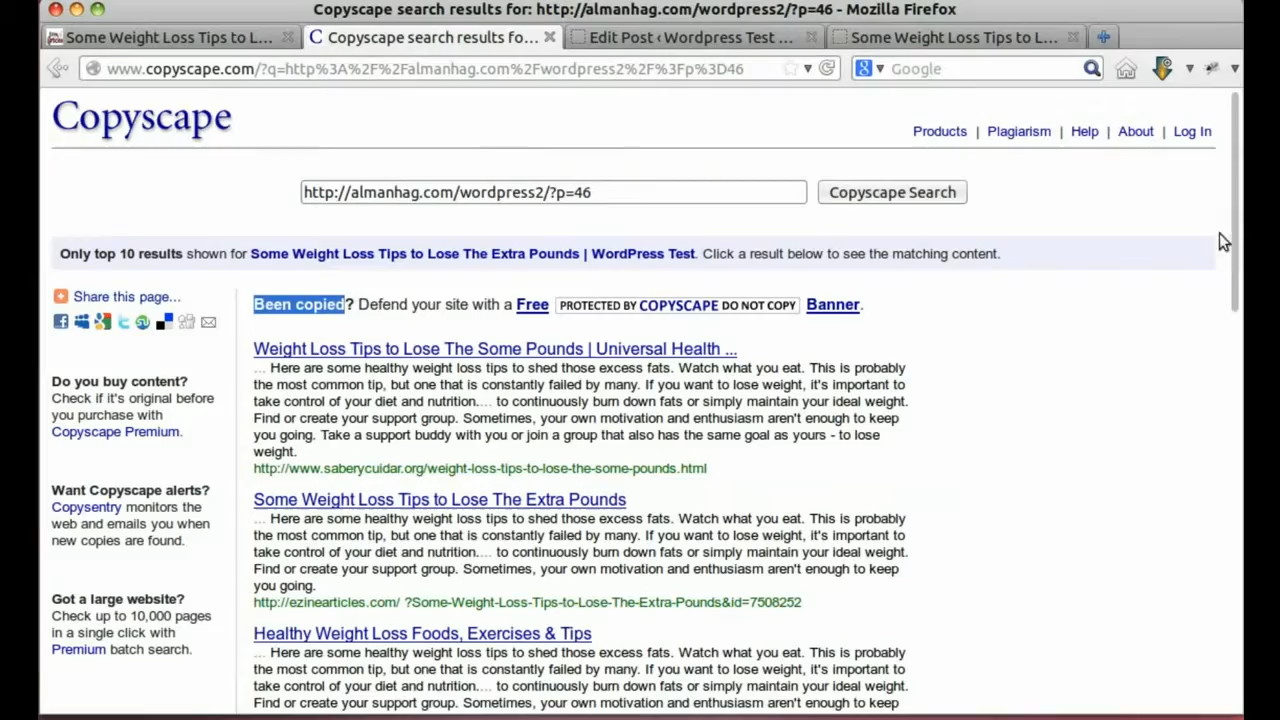 Copyscape search results for: http://almanhag.com/wordpress2/?p=46 - Mozilla Firefox
Some Weight Loss Tips to L...
Copyscape search results fo...
Edit Post ‹ Wordpress Test ...
Some Weight Loss Tips to L...
www.copyscape.com/?q=http%3A%2F%2Falmanhag.com%2Fwordpress2%2F%3Fp%3D46
Google
Copyscape
Products | Plagiarism | Help | About | Log In
http://almanhag.com/wordpress2/?p=46
Copyscape Search
Only top 10 results shown for Some Weight Loss Tips to Lose The Extra Pounds | WordPress Test. Click a result below to see the matching content.
Share this page...
Do you buy content?
Check if it's original before
you purchase with
Copyscape Premium.
Want Copyscape alerts?
Copysentry monitors the
web and emails you when
new copies are found.
Got a large website?
Check up to 10,000 pages
in a single click with
Premium batch search.
Been copied? Defend your site with a Free PROTECTED BY COPYSCAPE DO NOT COPY Banner.
Weight Loss Tips to Lose The Some Pounds | Universal Health ...
... Here are some healthy weight loss tips to shed those excess fats. Watch what you eat. This is probably
the most common tip, but one that is constantly failed by many. If you want to lose weight, it's important to
take control of your diet and nutrition.... to continuously burn down fats or simply maintain your ideal weight.
Find or create your support group. Sometimes, your own motivation and enthusiasm aren't enough to keep
you going. Take a support buddy with you or join a group that also has the same goal as yours - to lose
weight.
http://www.saberycuidar.org/weight-loss-tips-to-lose-the-some-pounds.html
Some Weight Loss Tips to Lose The Extra Pounds
... Here are some healthy weight loss tips to shed those excess fats. Watch what you eat. This is probably
the most common tip, but one that is constantly failed by many. If you want to lose weight, it's important to
take control of your diet and nutrition.... to continuously burn down fats or simply maintain your ideal weight.
Find or create your support group. Sometimes, your own motivation and enthusiasm aren't enough to keep
you going.
http://ezinearticles.com/ ?Some-Weight-Loss-Tips-to-Lose-The-Extra-Pounds&id=7508252
Healthy Weight Loss Foods, Exercises & Tips
... Here are some healthy weight loss tips to shed those excess fats. Watch what you eat. This is probably
the most common tip, but one that is constantly failed by many. If you want to lose weight, it's important to
take control of your diet and nutrition.... to continuously burn down fats or simply maintain your ideal weight.
Find or create your support group. Sometimes, your own motivation and enthusiasm aren't enough to keep